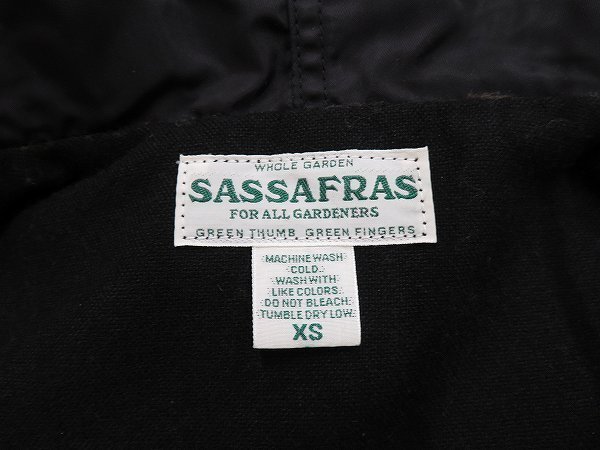 WHOLE GARDEN
SASSAFRAS
FOR ALL GARDENERS
GREEN THUMB GREEN FINGERS
MACHINE WASH
COLD.
WASH WITH
LIKE COLORS.
DO NOT BLEACH.
TUMBLE DRY LOW.
XS